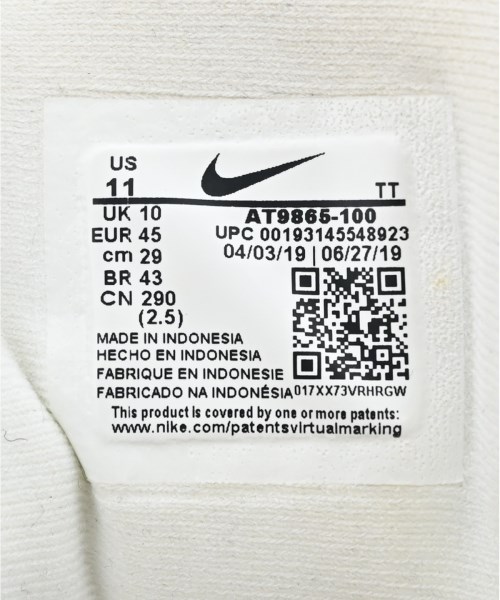 US
11 TT
UK 10 AT9865-100
EUR 45 UPC 00193145548923
cm 29 04/03/19 | 06/27/19
BR 43
CN 290
(2.5)
MADE IN INDONESIA
HECHO EN INDONESIA
FABRIQUE EN INDONESIE
FABRICADO NA INDONÉSIA 017XX73VRHRGW
This product is covered by one or more patents:
www.nike.com/patentsvirtualmarking